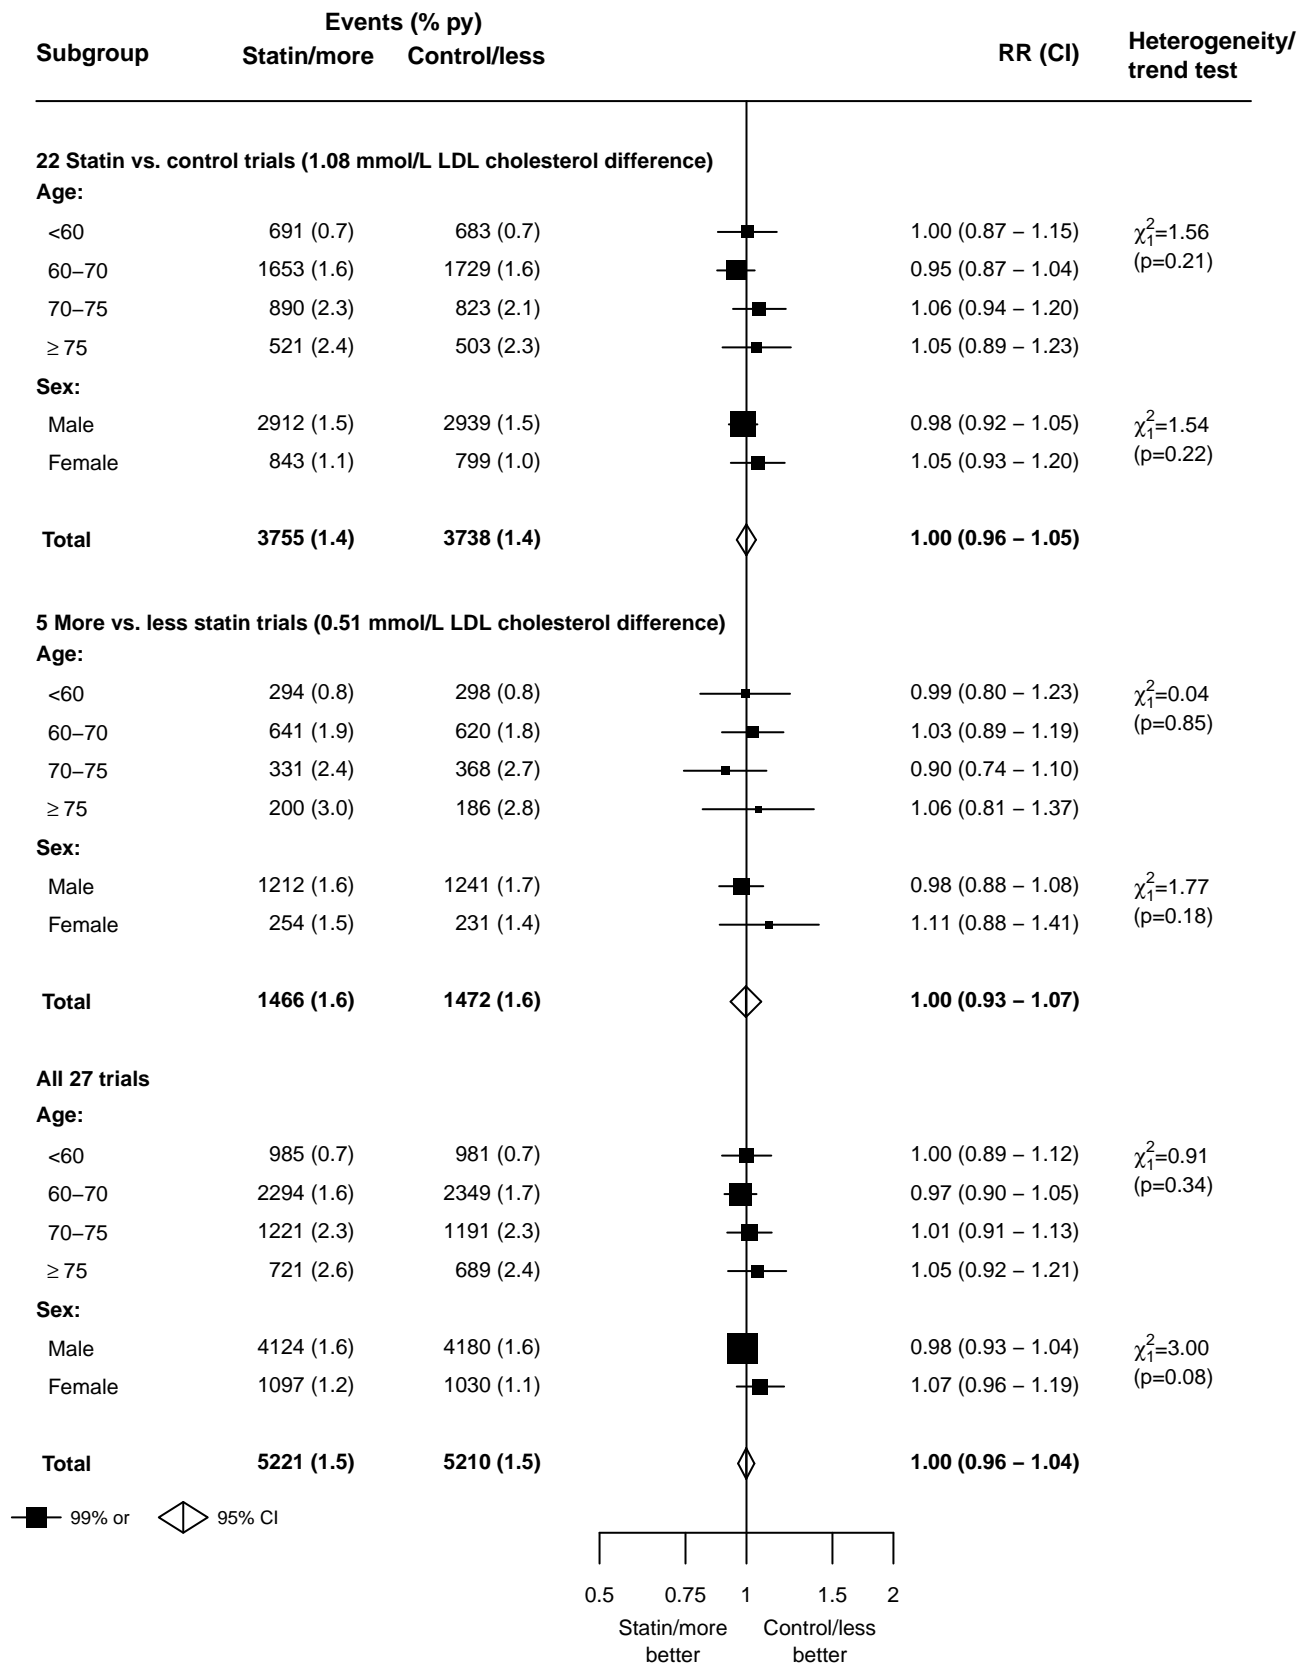 Events (% py)
Subgroup Statin/more Control/less RR (CI) Heterogeneity/
trend test
22 Statin vs. control trials (1.08 mmol/L LDL cholesterol difference)
Age:
<60 691 (0.7) 683 (0.7) 1.00 (0.87 – 1.15) χ²₁=1.56
60–70 1653 (1.6) 1729 (1.6) 0.95 (0.87 – 1.04) (p=0.21)
70–75 890 (2.3) 823 (2.1) 1.06 (0.94 – 1.20)
≥ 75 521 (2.4) 503 (2.3) 1.05 (0.89 – 1.23)
Sex:
Male 2912 (1.5) 2939 (1.5) 0.98 (0.92 – 1.05) χ²₁=1.54
Female 843 (1.1) 799 (1.0) 1.05 (0.93 – 1.20) (p=0.22)
Total 3755 (1.4) 3738 (1.4) 1.00 (0.96 – 1.05)
5 More vs. less statin trials (0.51 mmol/L LDL cholesterol difference)
Age:
<60 294 (0.8) 298 (0.8) 0.99 (0.80 – 1.23) χ²₁=0.04
60–70 641 (1.9) 620 (1.8) 1.03 (0.89 – 1.19) (p=0.85)
70–75 331 (2.4) 368 (2.7) 0.90 (0.74 – 1.10)
≥ 75 200 (3.0) 186 (2.8) 1.06 (0.81 – 1.37)
Sex:
Male 1212 (1.6) 1241 (1.7) 0.98 (0.88 – 1.08) χ²₁=1.77
Female 254 (1.5) 231 (1.4) 1.11 (0.88 – 1.41) (p=0.18)
Total 1466 (1.6) 1472 (1.6) 1.00 (0.93 – 1.07)
All 27 trials
Age:
<60 985 (0.7) 981 (0.7) 1.00 (0.89 – 1.12) χ²₁=0.91
60–70 2294 (1.6) 2349 (1.7) 0.97 (0.90 – 1.05) (p=0.34)
70–75 1221 (2.3) 1191 (2.3) 1.01 (0.91 – 1.13)
≥ 75 721 (2.6) 689 (2.4) 1.05 (0.92 – 1.21)
Sex:
Male 4124 (1.6) 4180 (1.6) 0.98 (0.93 – 1.04) χ²₁=3.00
Female 1097 (1.2) 1030 (1.1) 1.07 (0.96 – 1.19) (p=0.08)
Total 5221 (1.5) 5210 (1.5) 1.00 (0.96 – 1.04)
99% or 95% CI
0.5 0.75 1 1.5 2
Statin/more Control/less
better better